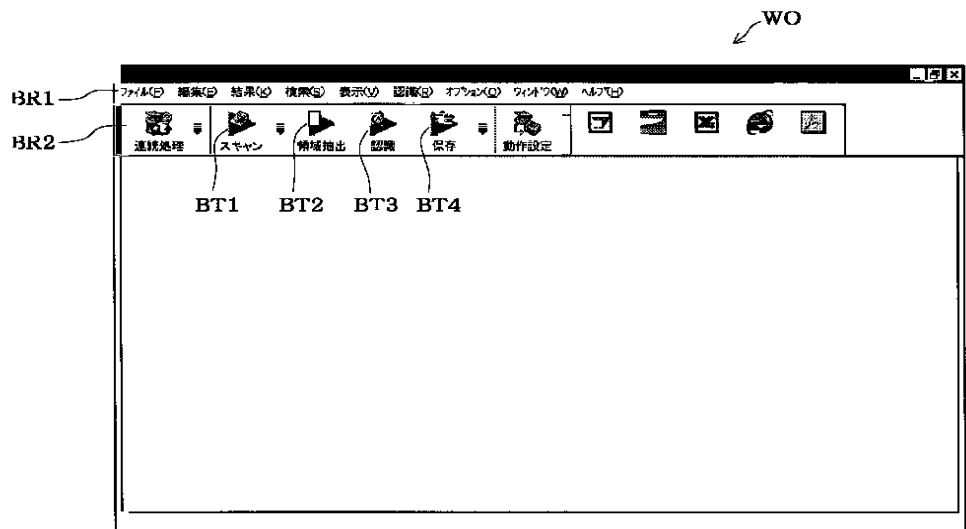 WO
BR1
ファイル(F) 編集(E) 結果(K) 検索(S) 表示(V) 認識(R) オプション(O) ウィンドウ(W) ヘルプ(H)
BR2
連続処理 スキャン 領域抽出 認識 保存 動作設定
BT1 BT2 BT3 BT4